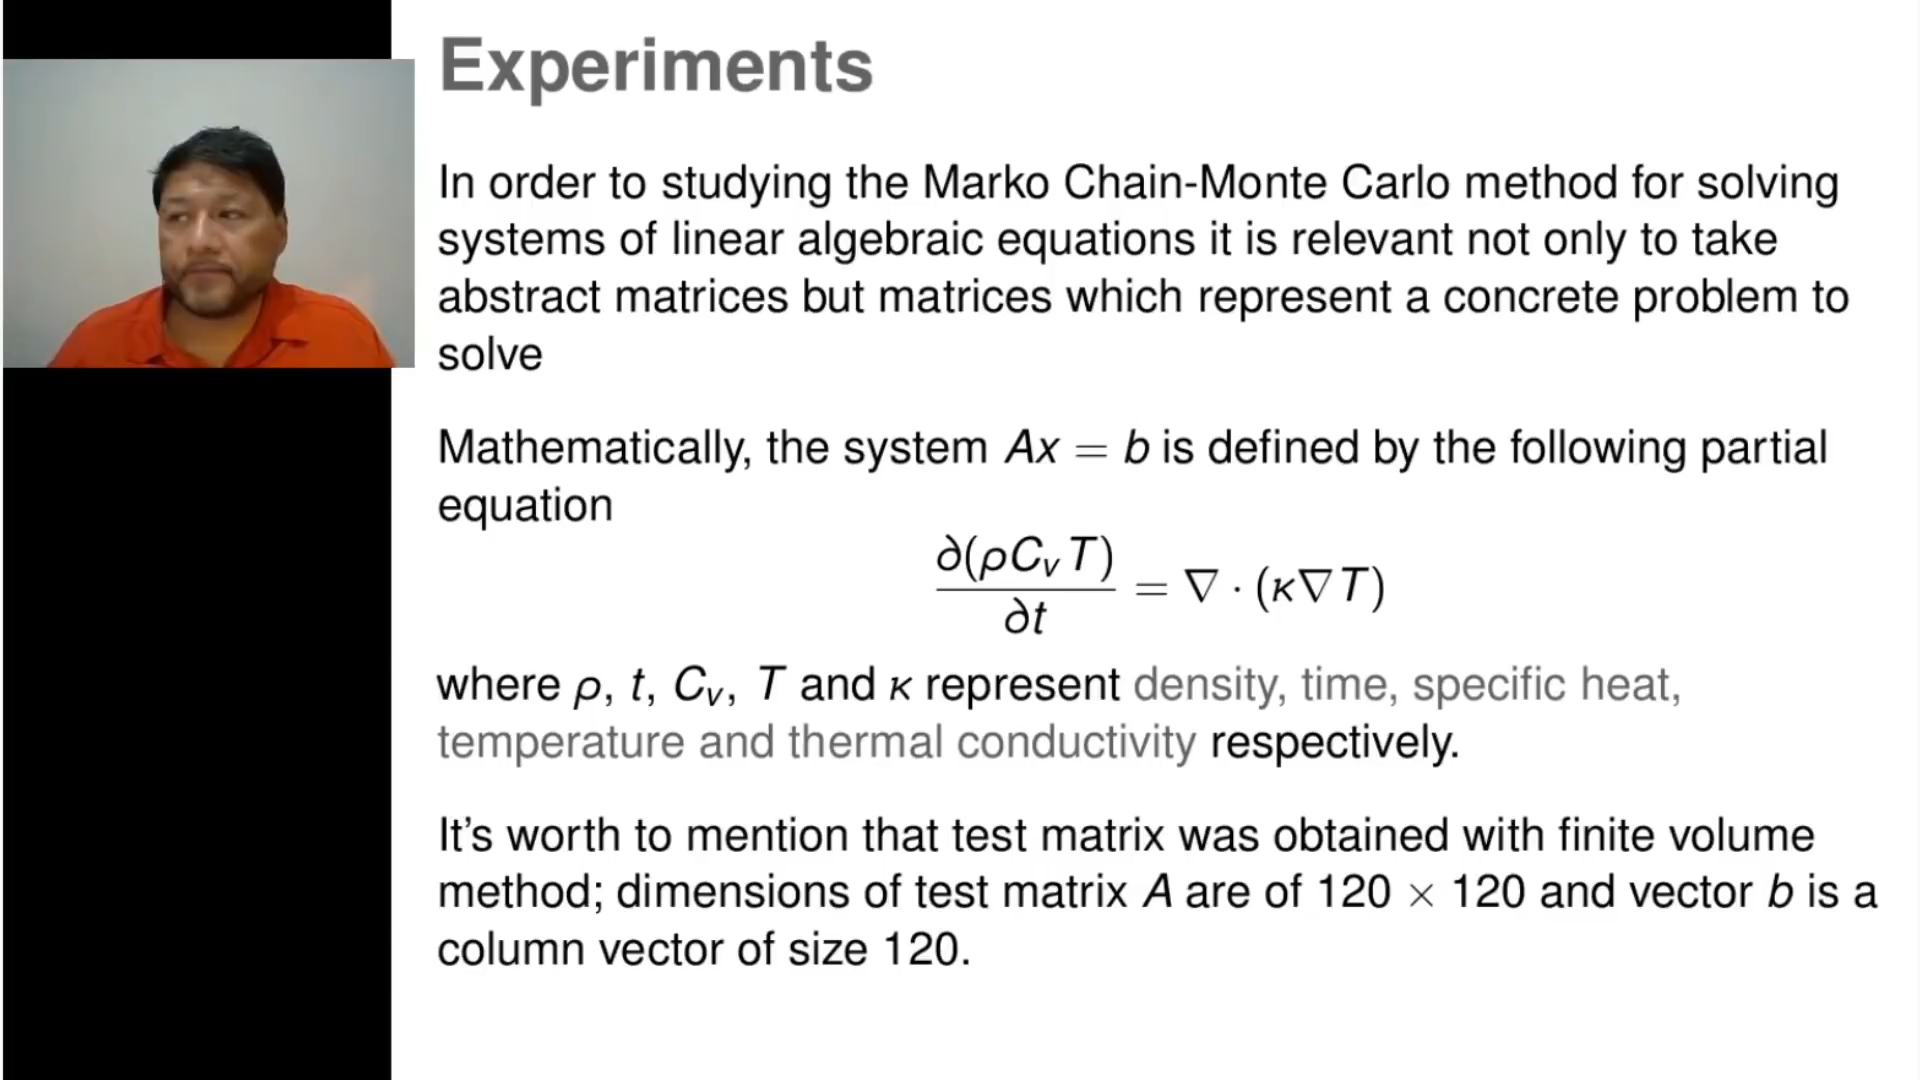 Experiments
In order to studying the Marko Chain-Monte Carlo method for solving
systems of linear algebraic equations it is relevant not only to take
abstract matrices but matrices which represent a concrete problem to
solve
Mathematically, the system Ax = b is defined by the following partial
equation
∂(ρCᵥT)/∂t = ∇ · (κ∇T)
where ρ, t, Cᵥ, T and κ represent density, time, specific heat,
temperature and thermal conductivity respectively.
It's worth to mention that test matrix was obtained with finite volume
method; dimensions of test matrix A are of 120 × 120 and vector b is a
column vector of size 120.